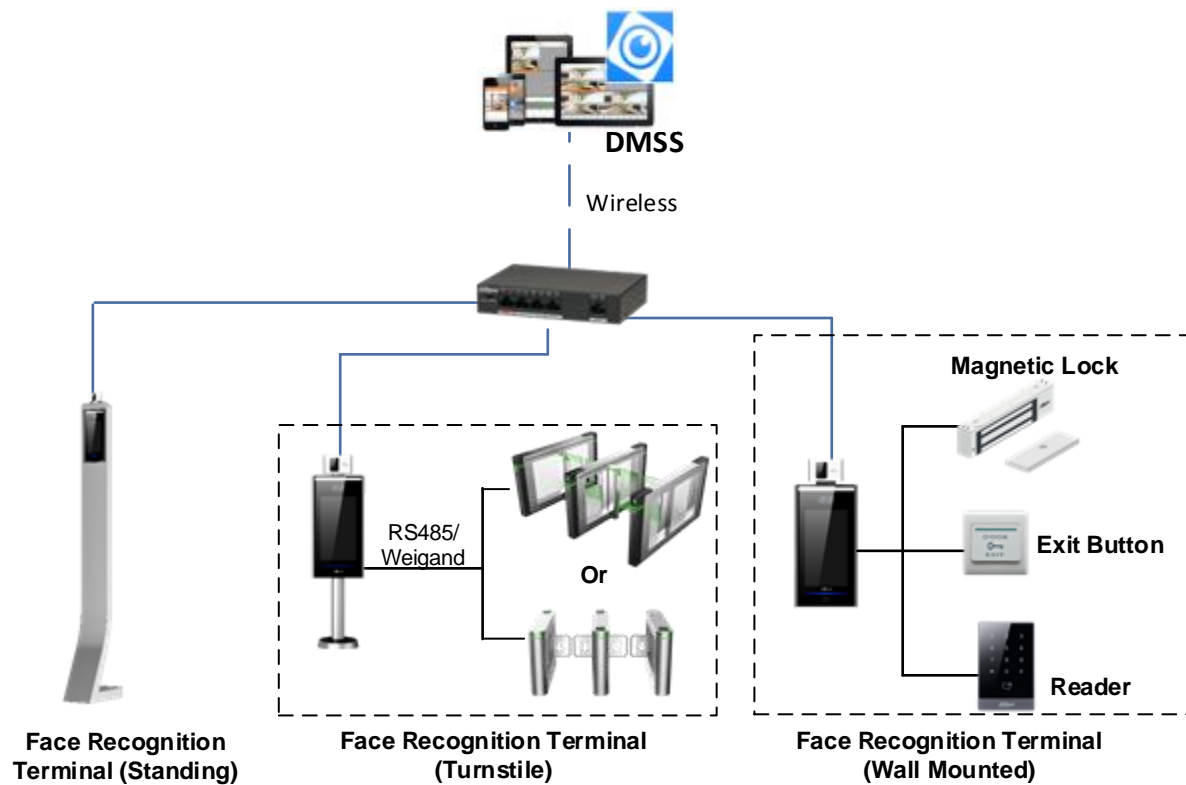 DMSS
Wireless
Magnetic Lock
RS485/
Weigand
Or
Exit Button
Reader
Face Recognition
Terminal (Standing)
Face Recognition Terminal
(Turnstile)
Face Recognition Terminal
(Wall Mounted)